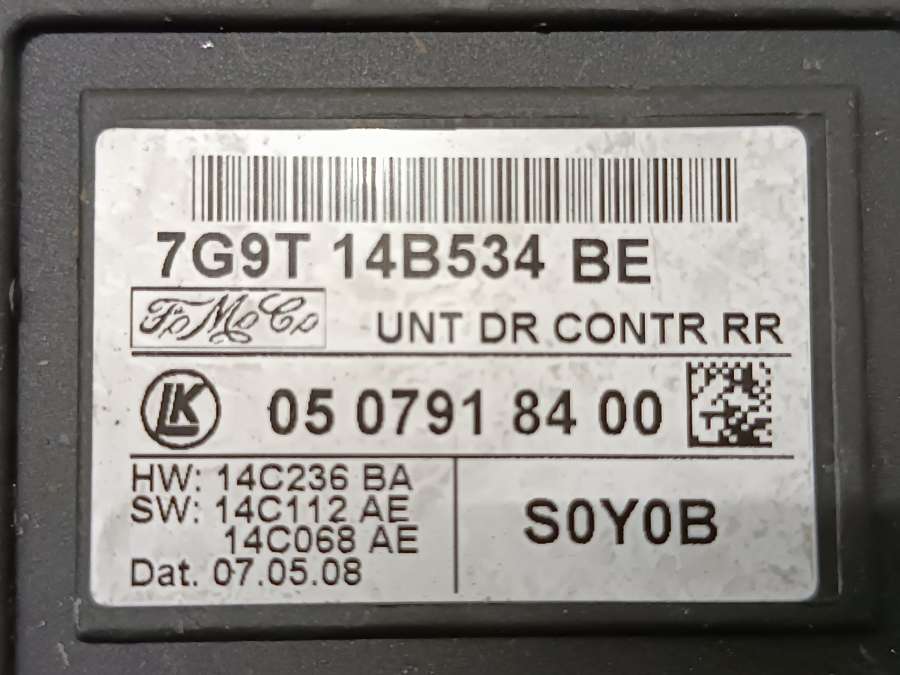 7G9T 14B534 BE
FoMoCo UNT DR CONTR RR
LK 05 0791 84 00
HW: 14C236 BA
SW: 14C112 AE
14C068 AE
Dat. 07.05.08
S0Y0B